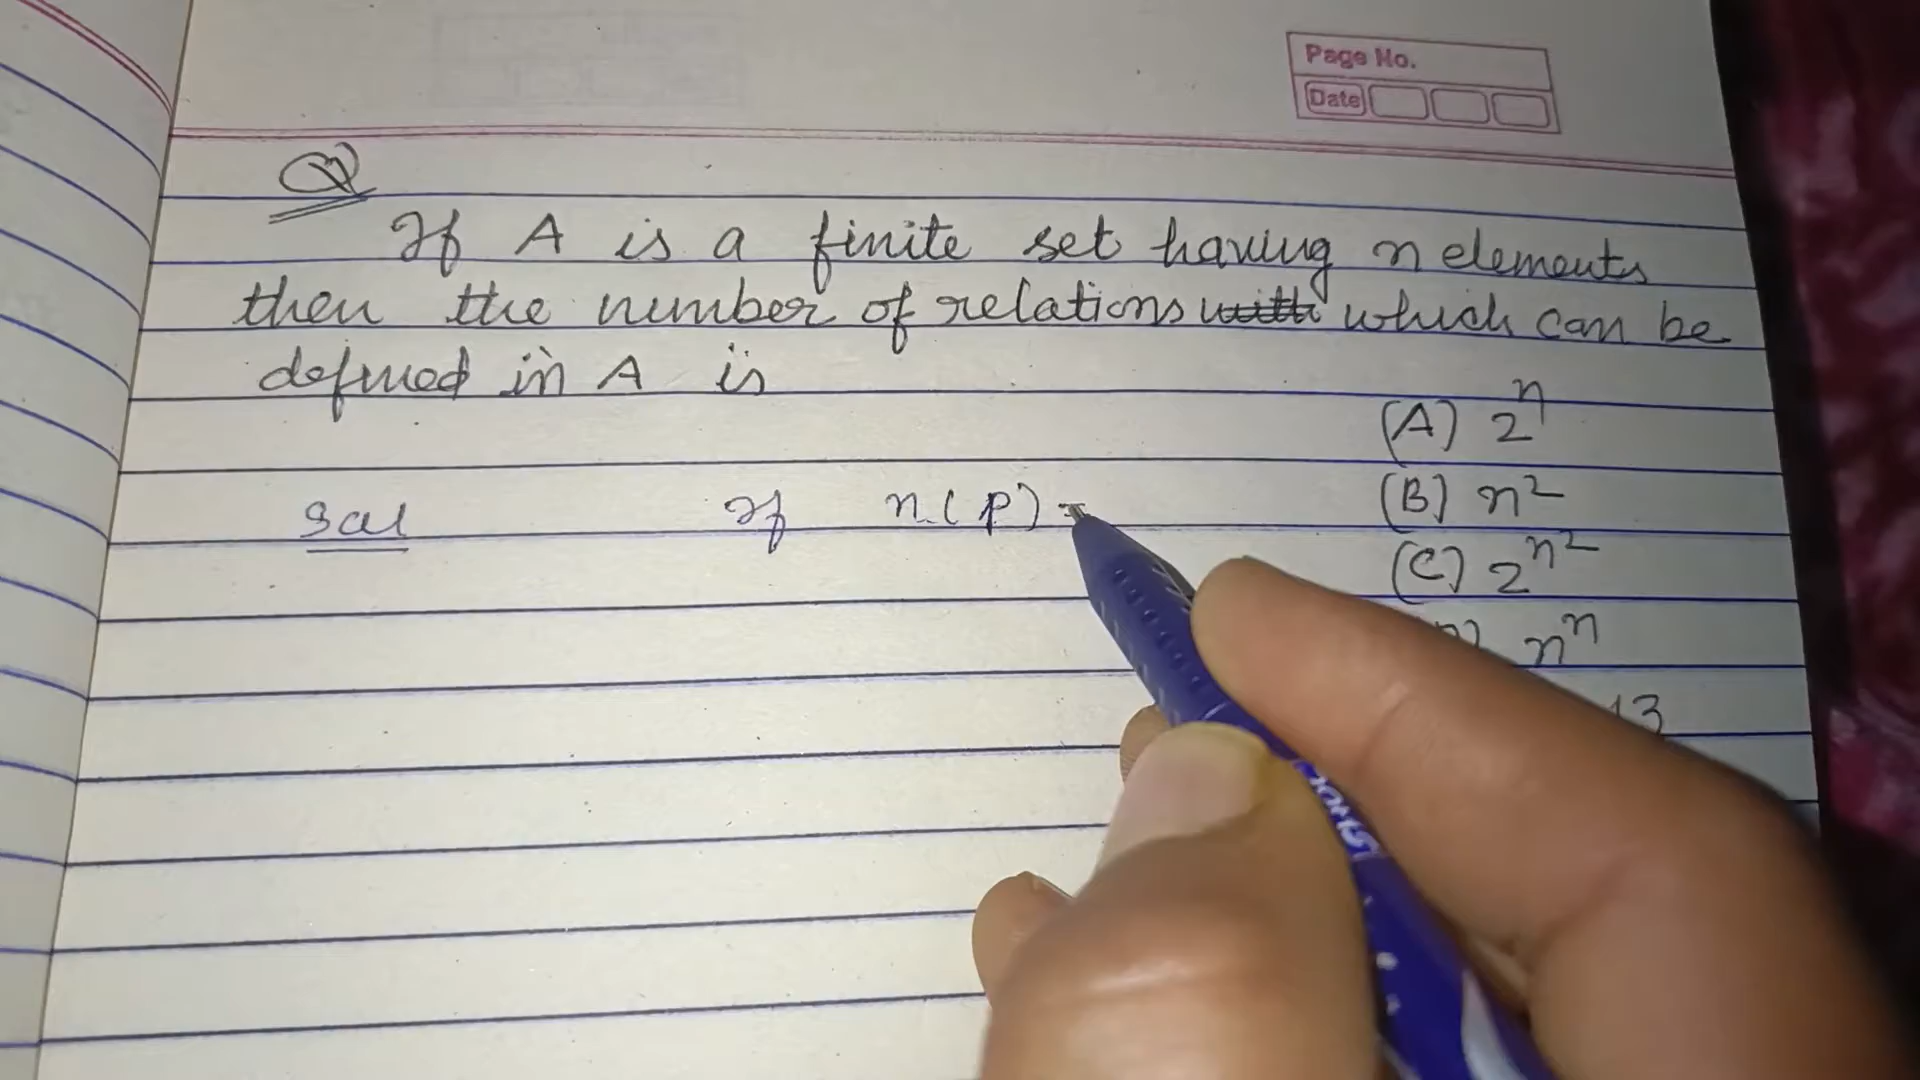 Page No.
Date
Q
If A is a finite set having n elements
then the number of relations which can be
defined in A is
(A) 2^n
(B) n^2
(C) 2^n^2
n^n
13
Sol If n(P) =